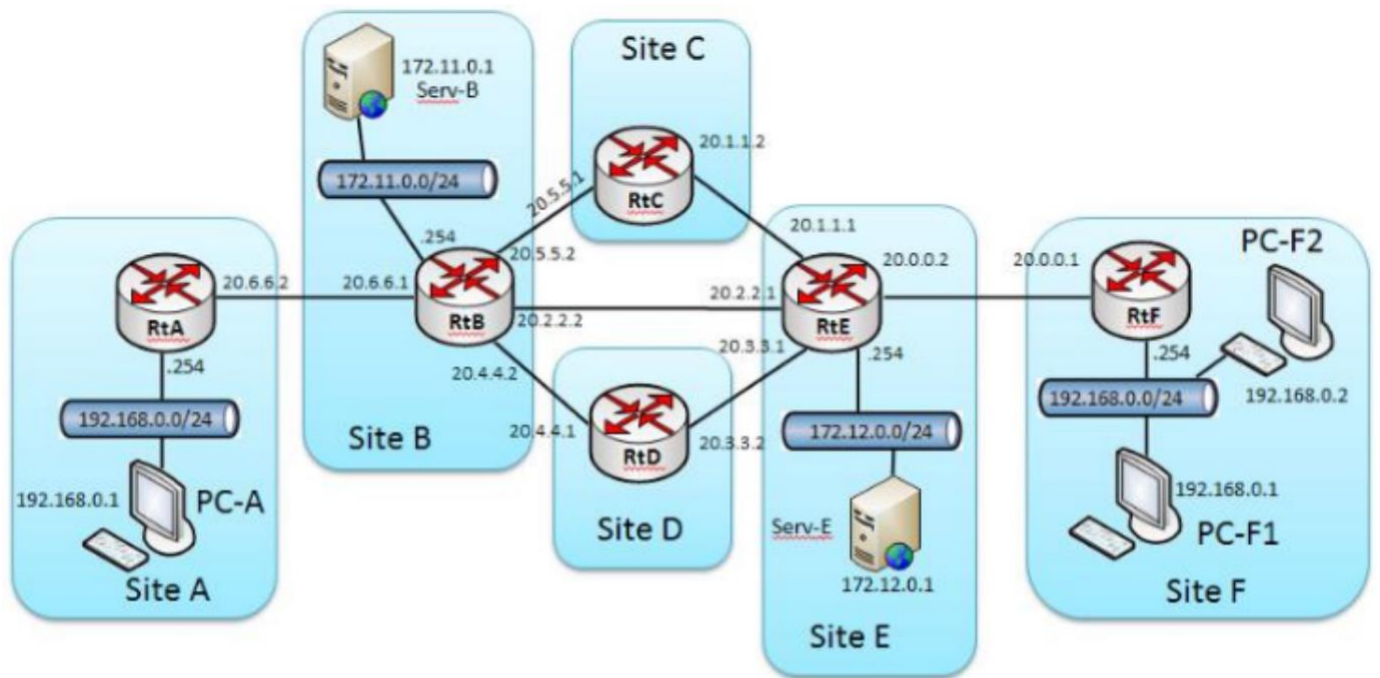 172.11.0.1
Serv-B
172.11.0.0/24
.254
20.6.6.1
RtB
20.5.5.1
20.5.5.2
20.2.2.2
20.4.4.2
Site B
Site C
20.1.1.2
RtC
RtA
20.6.6.2
.254
192.168.0.0/24
192.168.0.1
PC-A
Site A
20.4.4.1
RtD
20.3.3.2
Site D
20.1.1.1
20.0.0.2
20.2.2.1
RtE
20.3.3.1
.254
172.12.0.0/24
Serv-E
172.12.0.1
Site E
20.0.0.1
RtF
PC-F2
.254
192.168.0.0/24
192.168.0.2
192.168.0.1
PC-F1
Site F